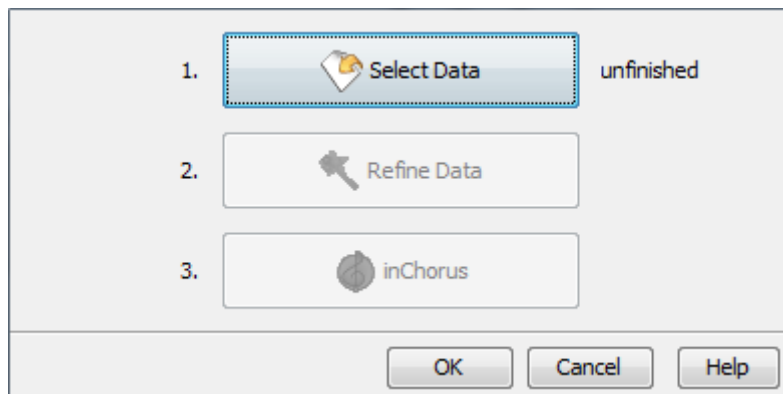 1. Select Data unfinished
2. Refine Data
3. inChorus
OK Cancel Help